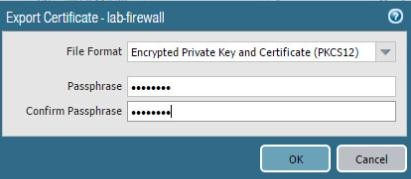 Export Certificate - lab-firewall
File Format Encrypted Private Key and Certificate (PKCS12)
Passphrase ••••••••
Confirm Passphrase ••••••••
OK Cancel